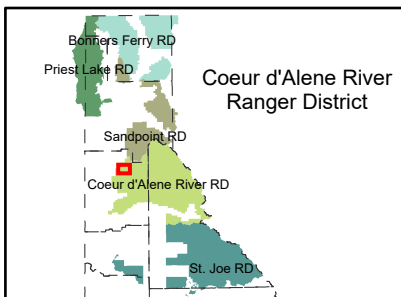 Bonners Ferry RD
Priest Lake RD
Coeur d'Alene River
Ranger District
Sandpoint RD
Coeur d'Alene River RD
St. Joe RD